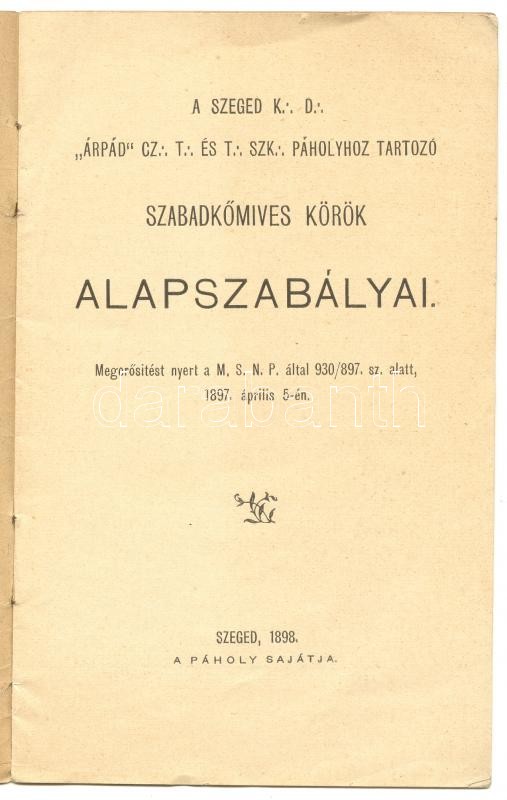 A SZEGED K∴ D∴
„ÁRPÁD“ CZ∴ T∴ ÉS T∴ SZK∴ PÁHOLYHOZ TARTOZÓ
SZABADKŐMIVES KÖRÖK
ALAPSZABÁLYAI.
Megerősitést nyert a M. S. N. P. által 930/897. sz. alatt,
1897. április 5-én.
darabanth
SZEGED, 1898.
A PÁHOLY SAJÁTJA.